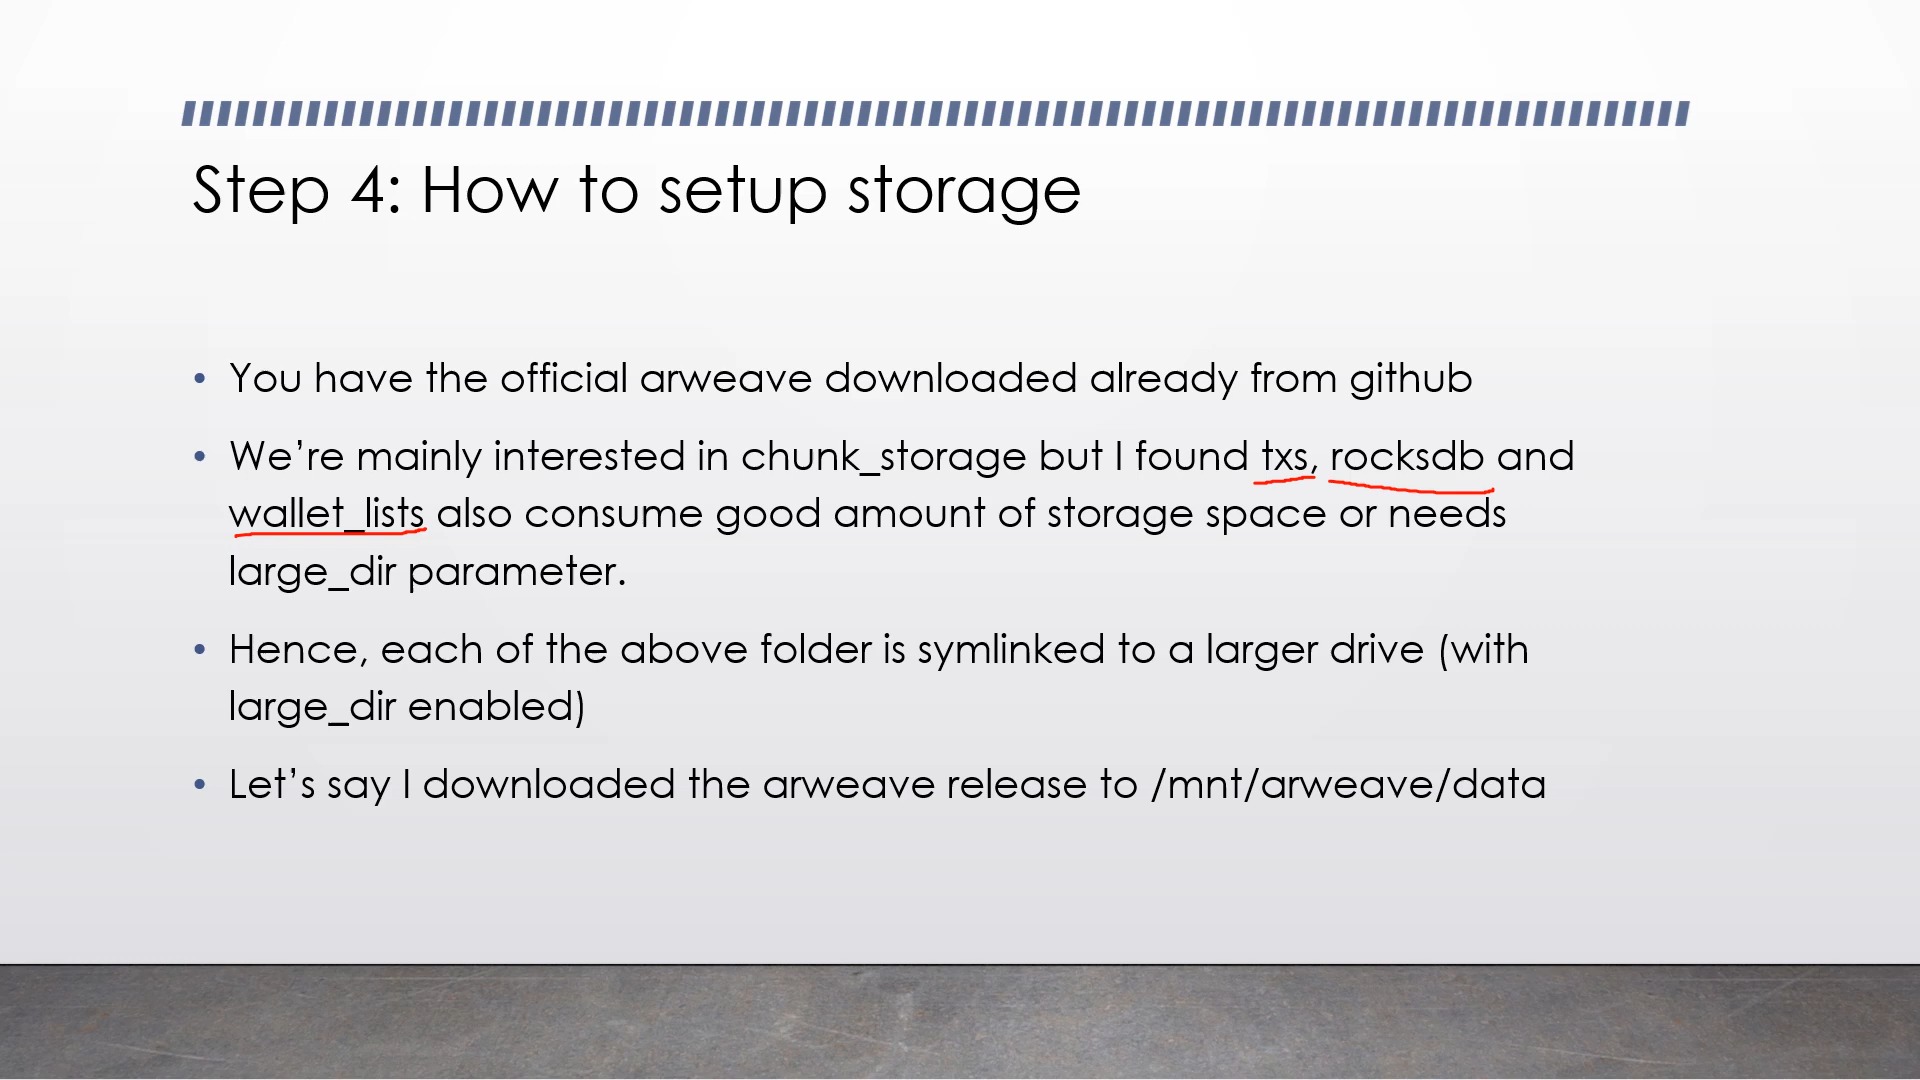 Step 4: How to setup storage
• You have the official arweave downloaded already from github
• We’re mainly interested in chunk_storage but I found txs, rocksdb and
wallet_lists also consume good amount of storage space or needs
large_dir parameter.
• Hence, each of the above folder is symlinked to a larger drive (with
large_dir enabled)
• Let’s say I downloaded the arweave release to /mnt/arweave/data